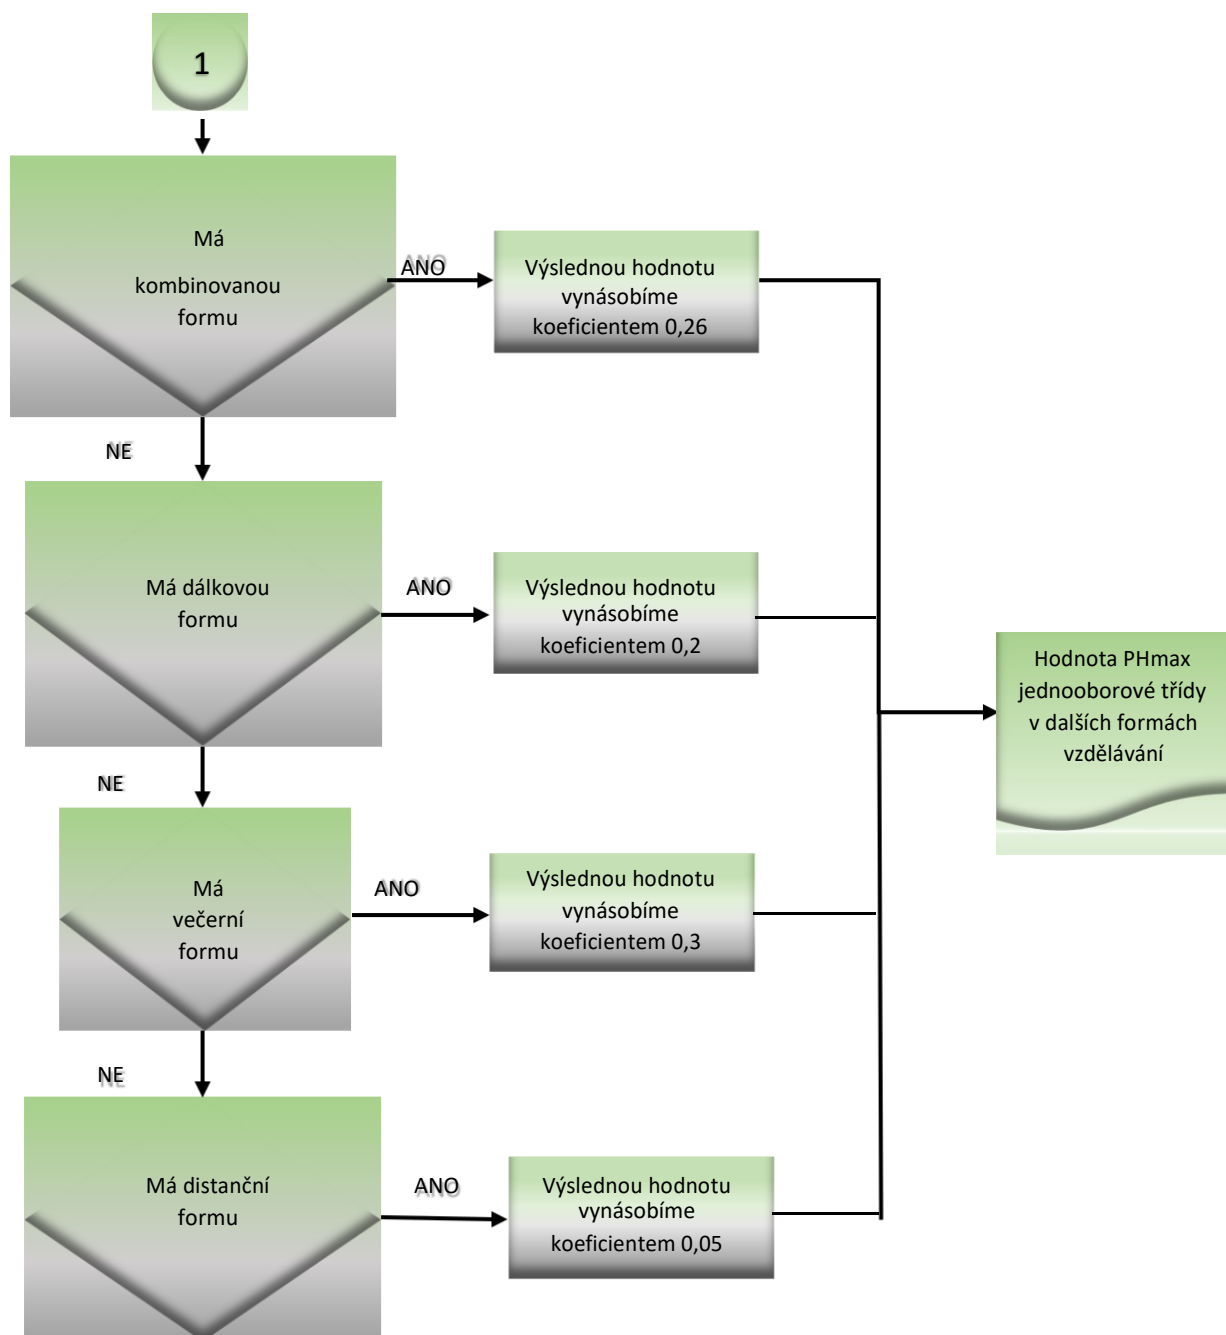 1
Má
kombinovanou
formu
ANO
Výslednou hodnotu
vynásobíme
koeficientem 0,26
NE
Má dálkovou
formu
ANO
Výslednou hodnotu
vynásobíme
koeficientem 0,2
Hodnota PHmax
jednooborové třídy
v dalších formách
vzdělávání
NE
Má
večerní
formu
ANO
Výslednou hodnotu
vynásobíme
koeficientem 0,3
NE
Má distanční
formu
ANO
Výslednou hodnotu
vynásobíme
koeficientem 0,05